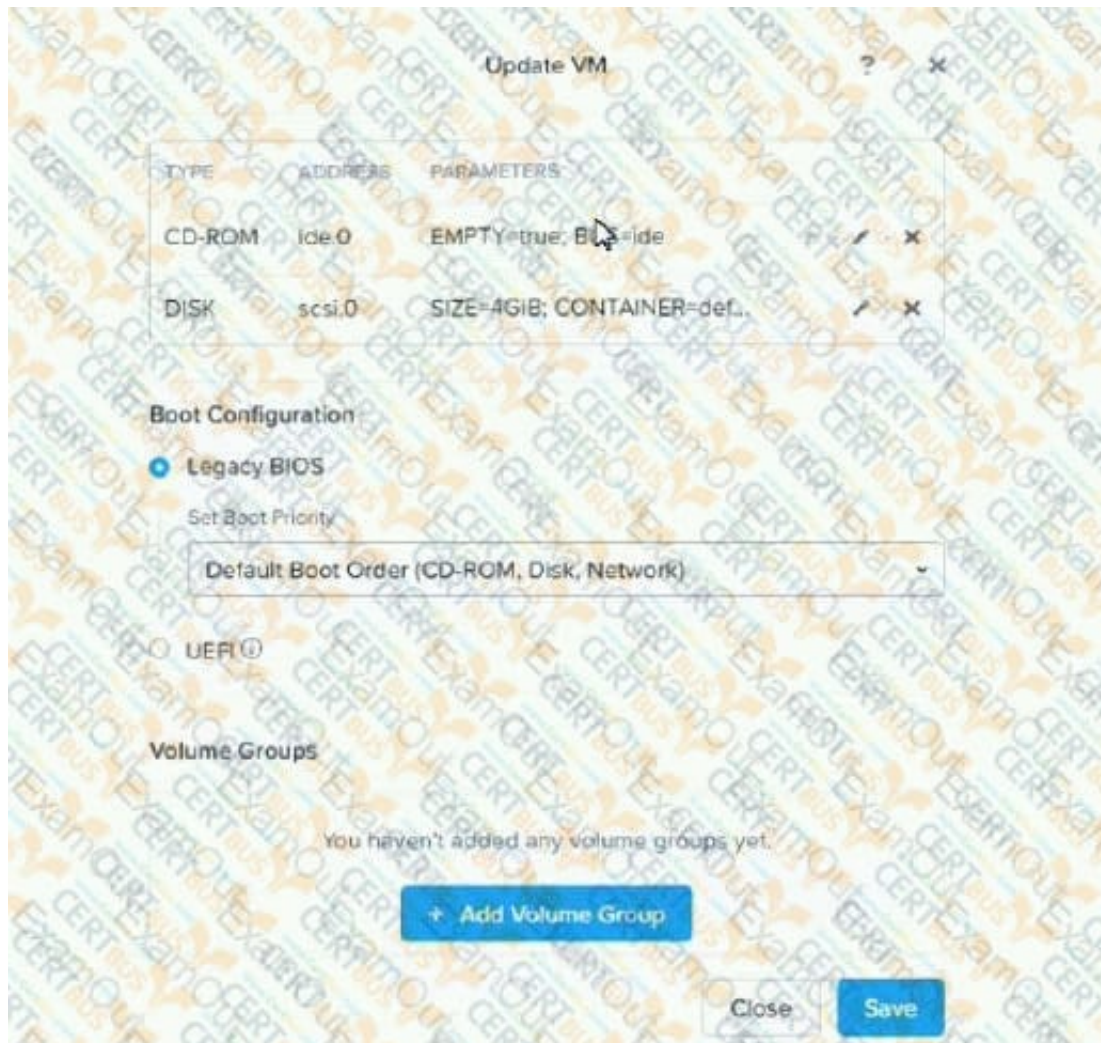 Update VM ? ×
TYPE ADDRESS PARAMETERS
CD-ROM ide.0 EMPTY=true; BUS=ide
DISK scsi.0 SIZE=4GiB; CONTAINER=def...
Boot Configuration
Legacy BIOS
Set Boot Priority
Default Boot Order (CD-ROM, Disk, Network)
UEFI
Volume Groups
You haven't added any volume groups yet.
+ Add Volume Group
Close Save